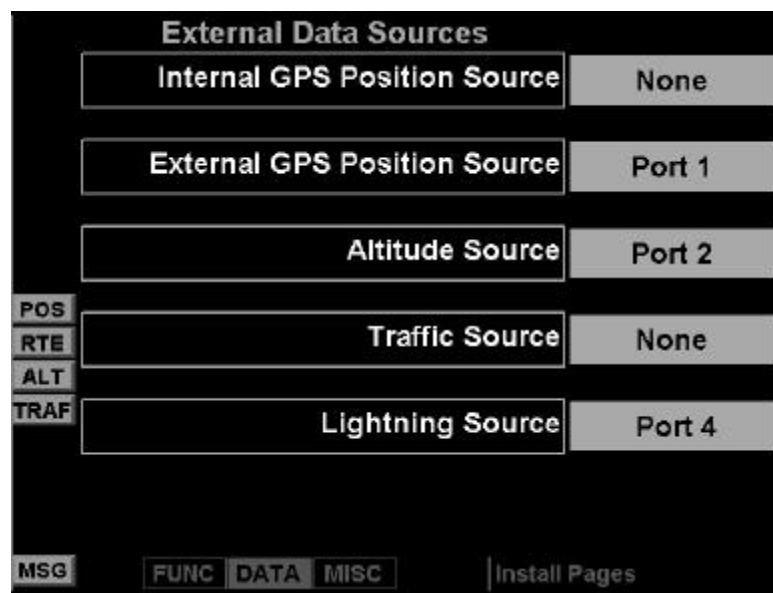 External Data Sources
Internal GPS Position Source None
External GPS Position Source Port 1
Altitude Source Port 2
POS
RTE Traffic Source None
ALT
TRAF
Lightning Source Port 4
MSG FUNC DATA MISC Install Pages